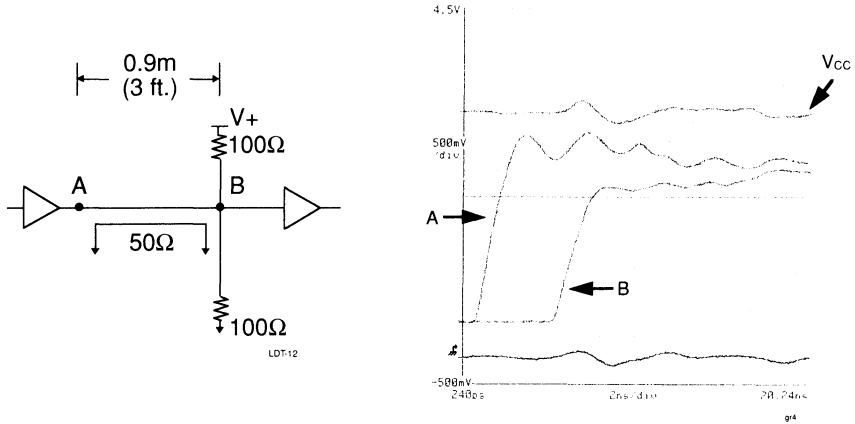 0.9m
(3 ft.)
V+
100Ω
A
B
50Ω
100Ω
LDT-12
4.5V
Vcc
500mV
/div
A
B
-500mV
240ps
2ns/div
20.24ns
gr4